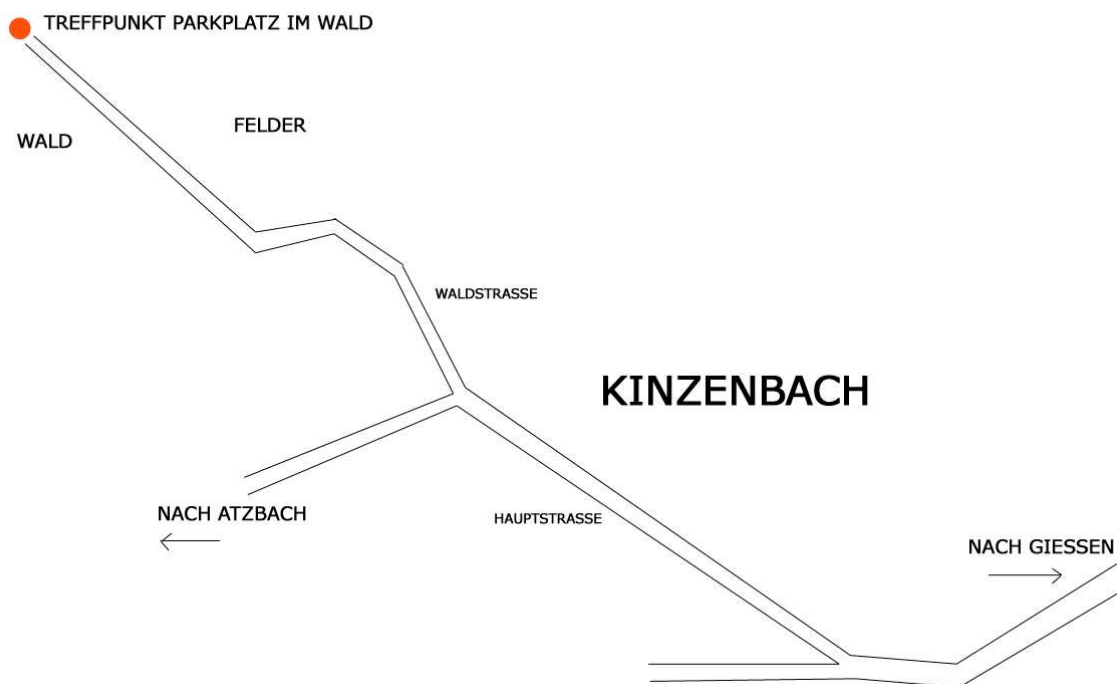 TREFFPUNKT PARKPLATZ IM WALD
FELDER
WALD
WALDSTRASSE
KINZENBACH
NACH ATZBACH
HAUPTSTRASSE
NACH GIESSEN